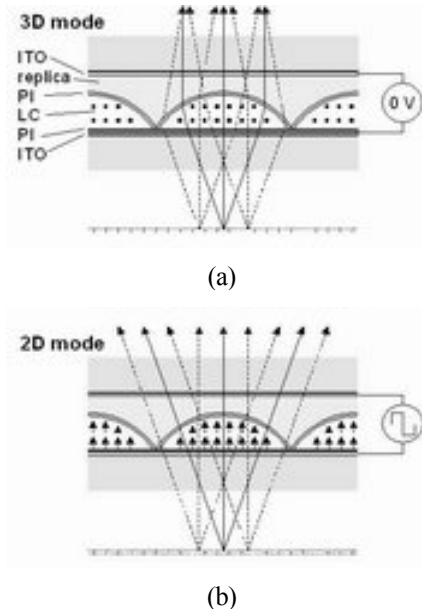 3D mode
ITO
replica
PI
LC
PI
ITO
0 V
(a)
2D mode
(b)